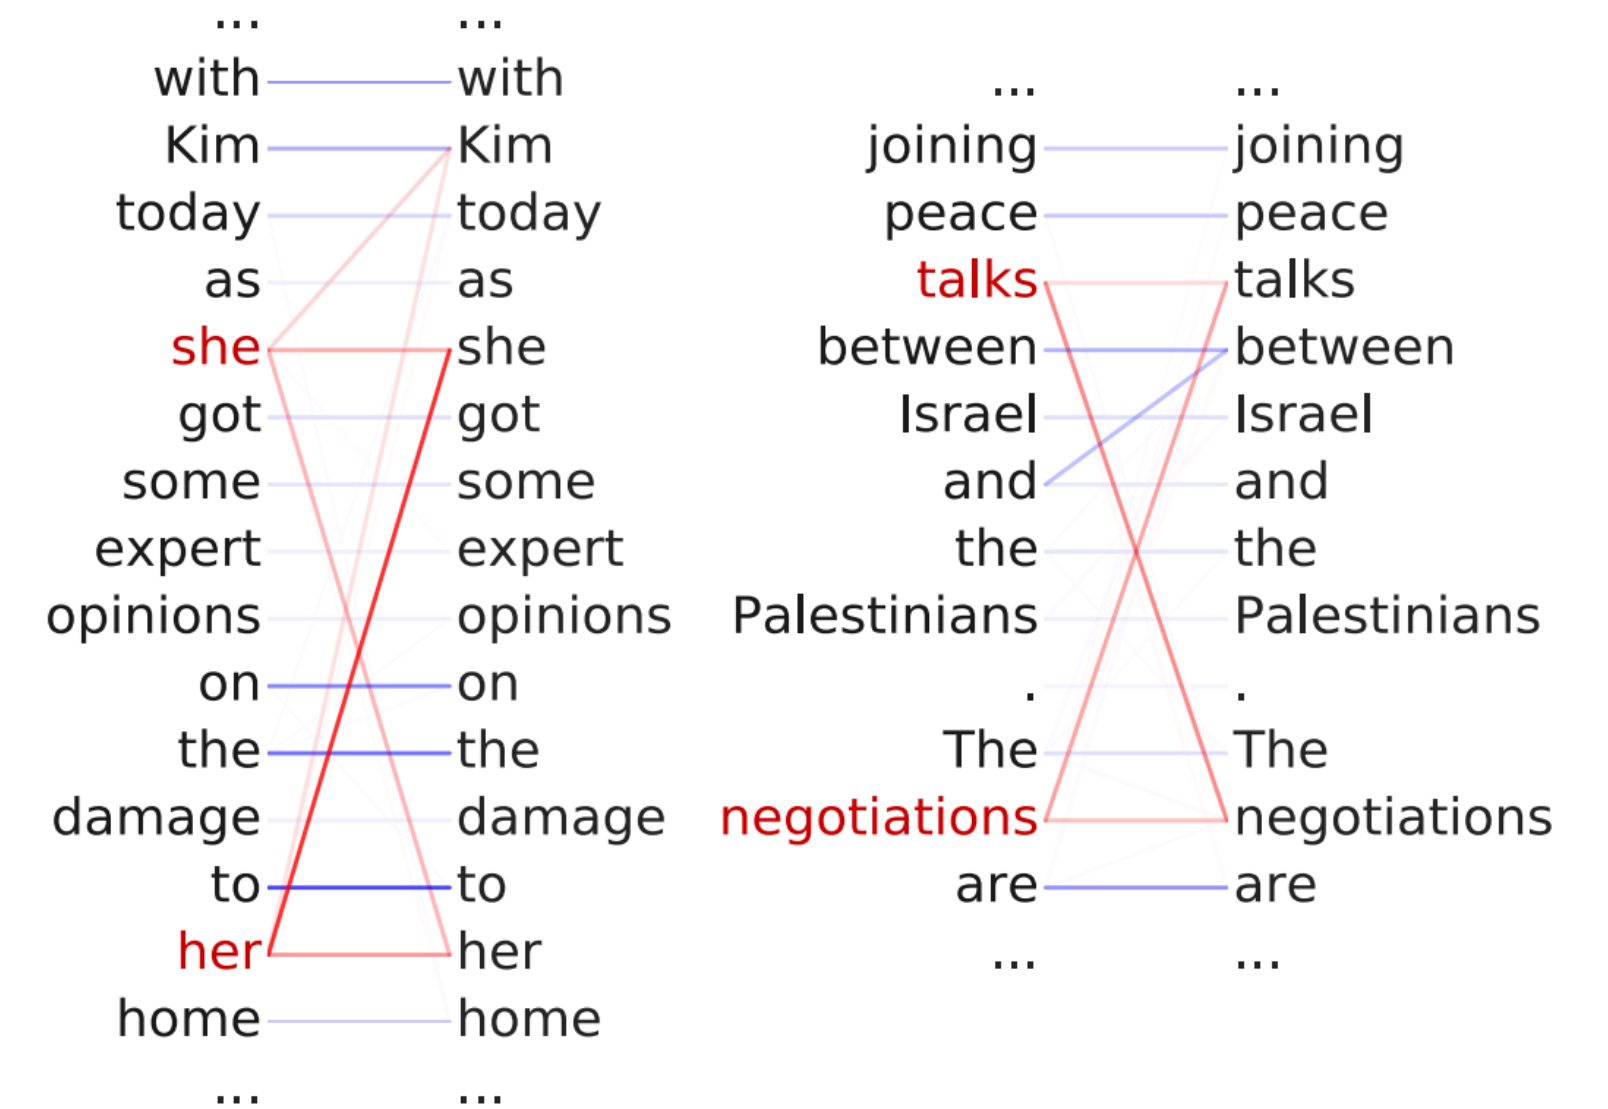 ... ...
with with
Kim Kim
today today
as as
she she
got got
some some
expert expert
opinions opinions
on on
the the
damage damage
to to
her her
home home
... ...
... ...
joining joining
peace peace
talks talks
between between
Israel Israel
and and
the the
Palestinians Palestinians
. .
The The
negotiations negotiations
are are
... ...